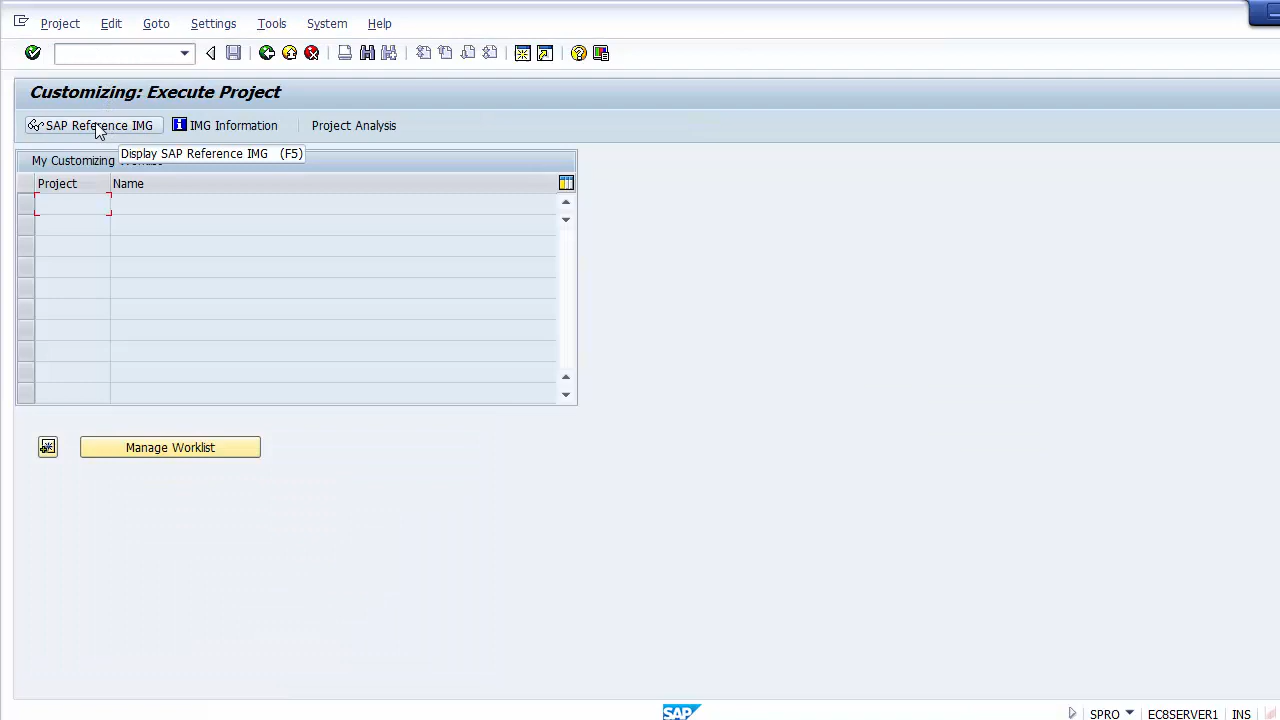 Project Edit Goto Settings Tools System Help
Customizing: Execute Project
SAP Reference IMG IMG Information Project Analysis
Display SAP Reference IMG (F5)
My Customizing
Project Name
Manage Worklist
SAP SPRO EC8SERVER1 INS